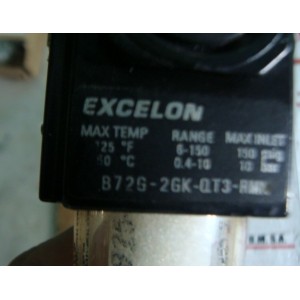 EXCELON
MAX TEMP RANGE MAX INLET
125 °F 6-150 150 psig
50 °C 0.4-10 10 bar
B72G-2GK-QT3-RMN